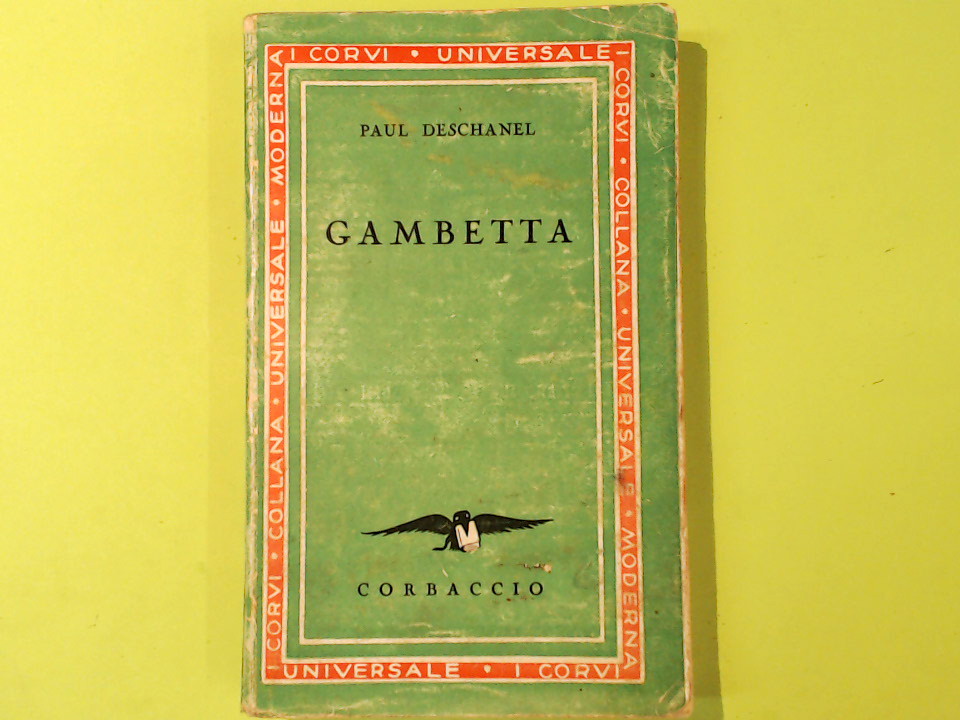 I CORVI • UNIVERSALE
I CORVI • COLLANA • UNIVERSALE • MODERNA
I CORVI • COLLANA • UNIVERSALE • MODERNA
PAUL DESCHANEL
GAMBETTA
CORBACCIO
UNIVERSALE • I CORVI